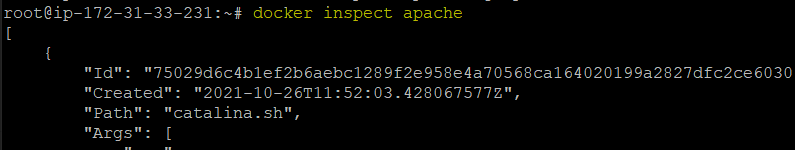 root@ip-172-31-33-231:~# docker inspect apache
[
    {
        "Id": "75029d6c4b1ef2b6aebc1289f2e958e4a70568ca164020199a2827dfc2ce6030
        "Created": "2021-10-26T11:52:03.428067577Z",
        "Path": "catalina.sh",
        "Args": [